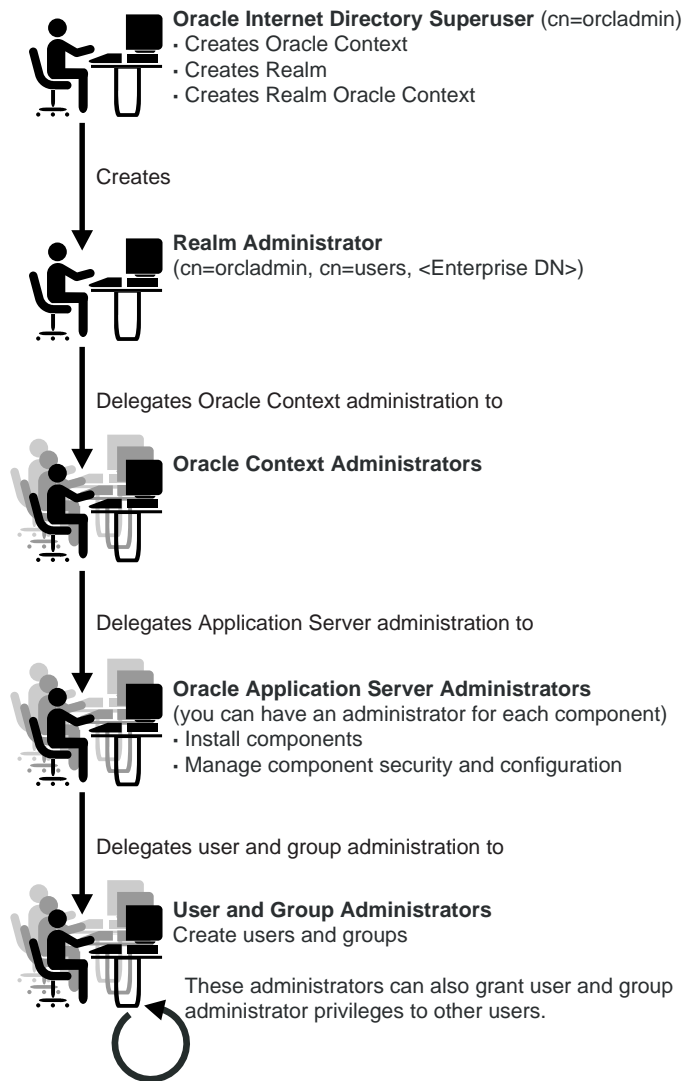 Oracle Internet Directory Superuser (cn=orcladmin)
· Creates Oracle Context
· Creates Realm
· Creates Realm Oracle Context
Creates
Realm Administrator
(cn=orcladmin, cn=users, <Enterprise DN>)
Delegates Oracle Context administration to
Oracle Context Administrators
Delegates Application Server administration to
Oracle Application Server Administrators
(you can have an administrator for each component)
· Install components
· Manage component security and configuration
Delegates user and group administration to
User and Group Administrators
Create users and groups
These administrators can also grant user and group
administrator privileges to other users.